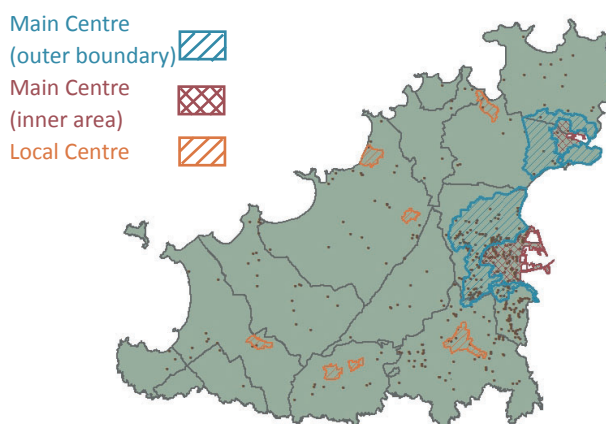 Main Centre
(outer boundary)
Main Centre
(inner area)
Local Centre